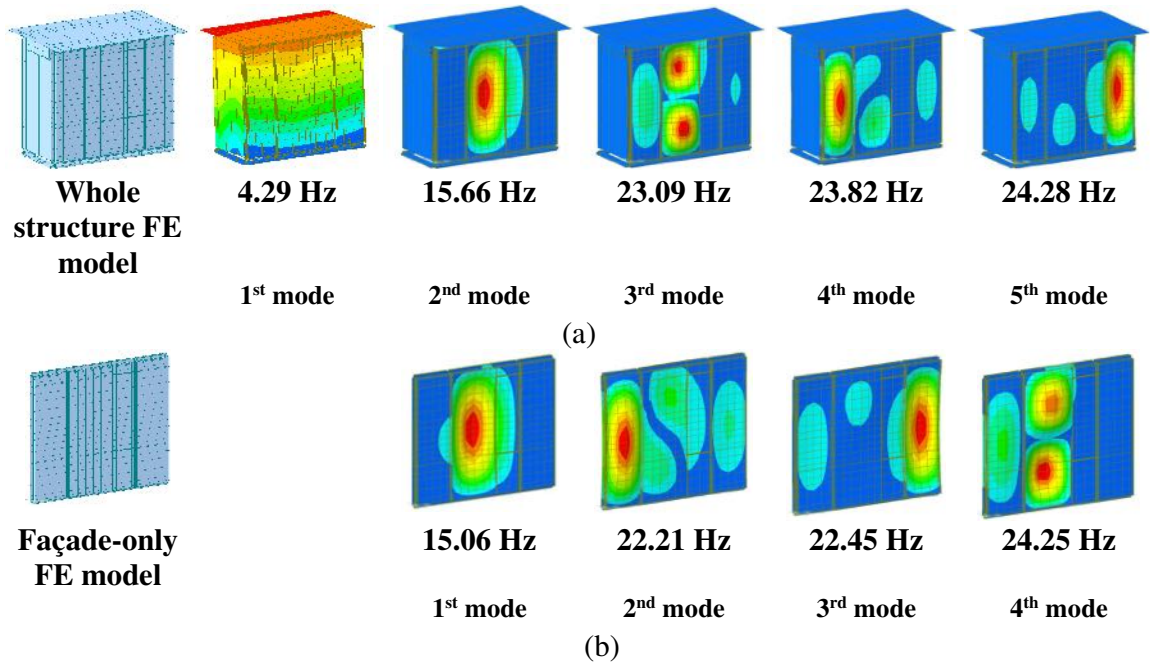 Whole
structure FE
model
4.29 Hz
15.66 Hz
23.09 Hz
23.82 Hz
24.28 Hz
1st mode
2nd mode
3rd mode
4th mode
5th mode
(a)
Façade-only
FE model
15.06 Hz
22.21 Hz
22.45 Hz
24.25 Hz
1st mode
2nd mode
3rd mode
4th mode
(b)